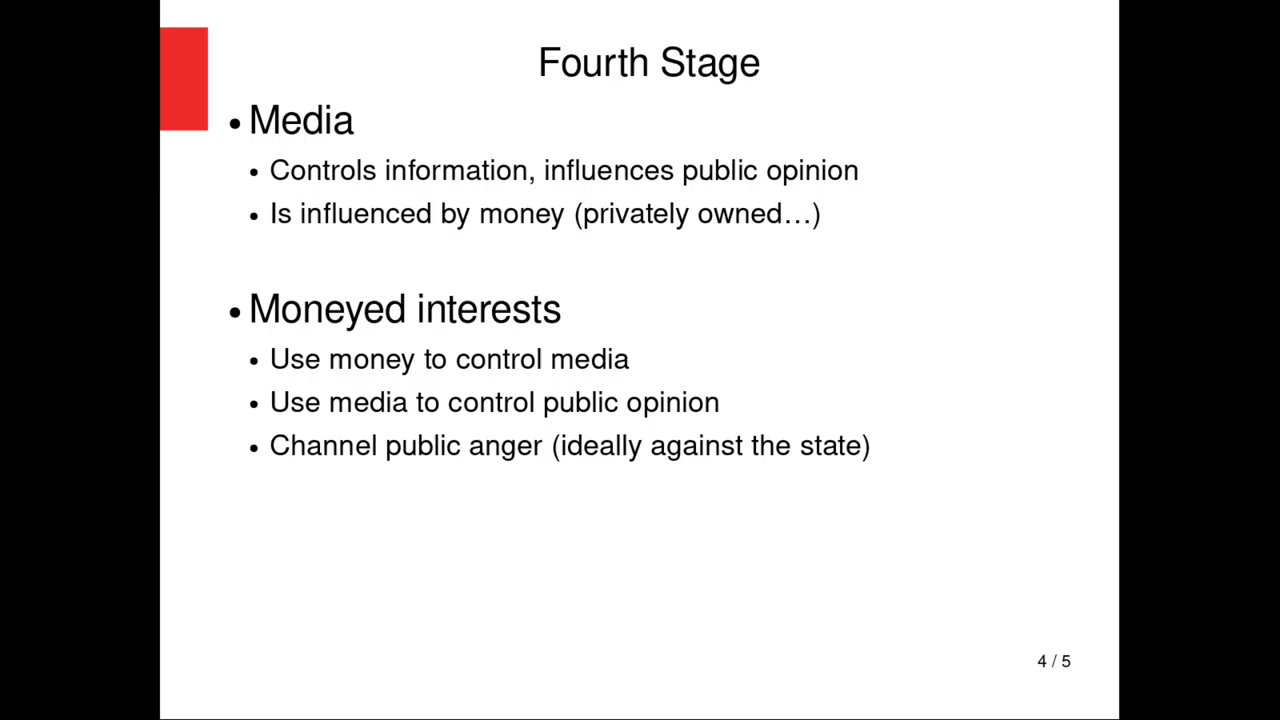 Fourth Stage
• Media
• Controls information, influences public opinion
• Is influenced by money (privately owned…)
• Moneyed interests
• Use money to control media
• Use media to control public opinion
• Channel public anger (ideally against the state)
4 / 5